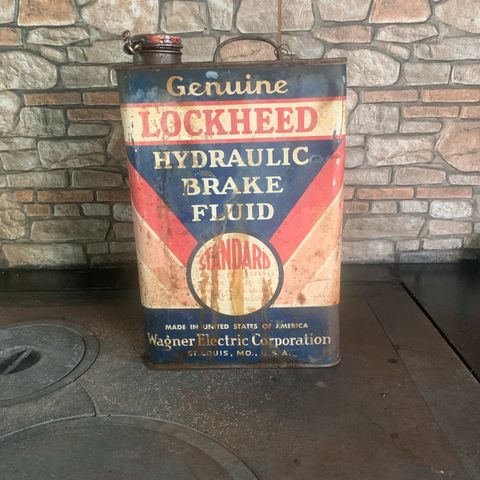 Genuine
LOCKHEED
HYDRAULIC
BRAKE
FLUID
STANDARD
MADE IN UNITED STATES OF AMERICA
Wagner Electric Corporation
ST. LOUIS, MO., U.S.A.